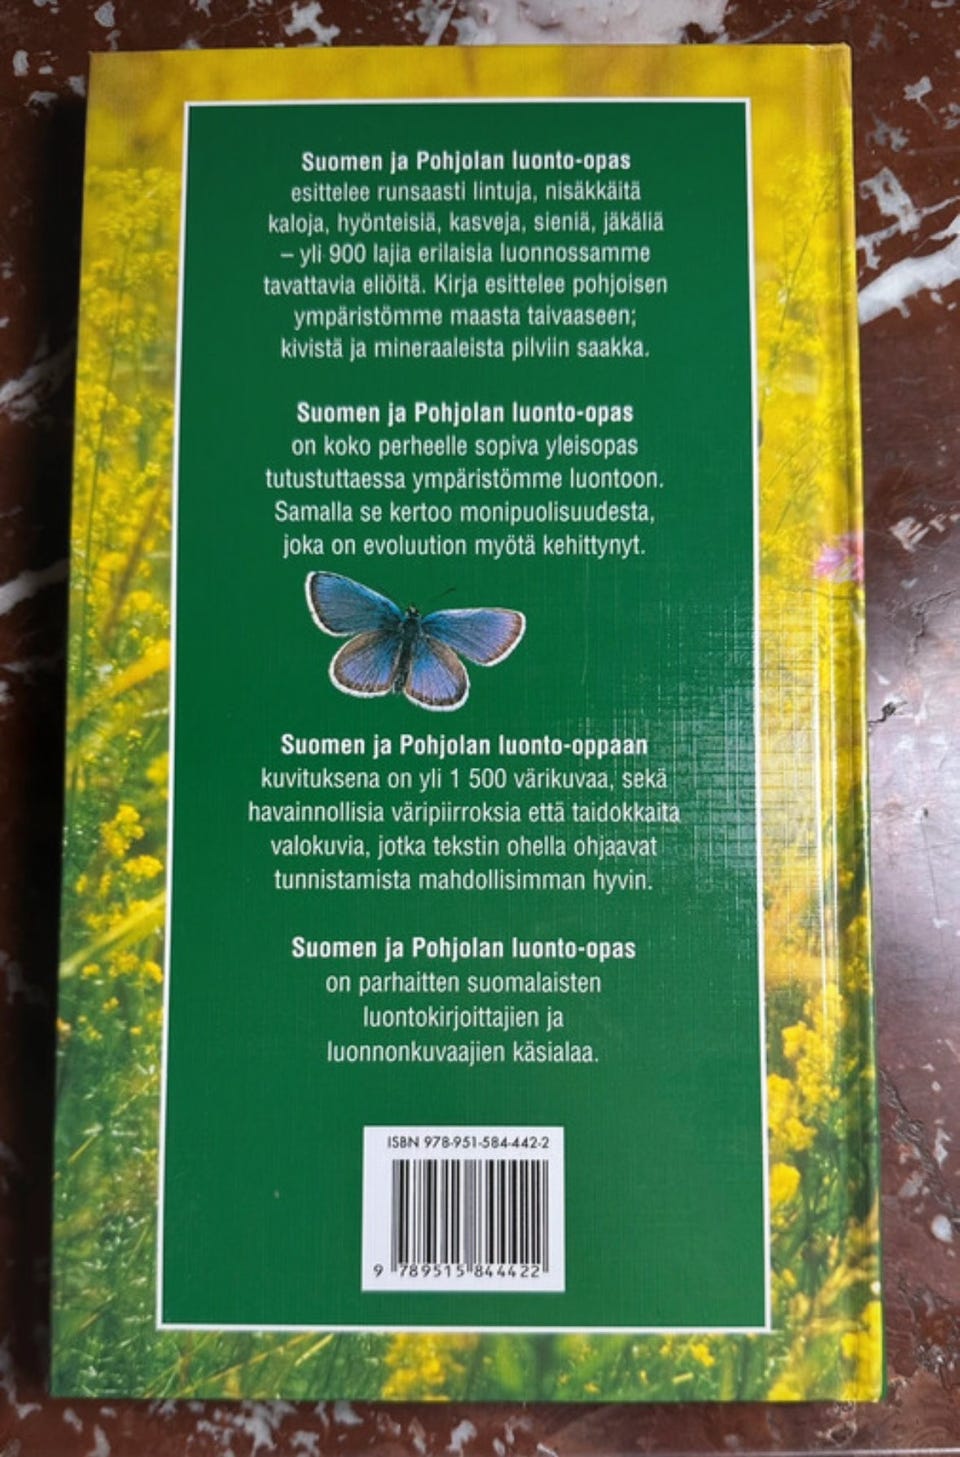 Suomen ja Pohjolan luonto-opas
esittelee runsaasti lintuja, nisäkkäitä
kaloja, hyönteisiä, kasveja, sieniä, jäkäliä
– yli 900 lajia erilaisia luonnossamme
tavattavia eliöitä. Kirja esittelee pohjoisen
ympäristömme maasta taivaaseen;
kivistä ja mineraaleista pilviin saakka.
Suomen ja Pohjolan luonto-opas
on koko perheelle sopiva yleisopas
tutustuttaessa ympäristömme luontoon.
Samalla se kertoo monipuolisuudesta,
joka on evoluution myötä kehittynyt.
Suomen ja Pohjolan luonto-oppaan
kuvituksena on yli 1 500 värikuvaa, sekä
havainnollisia väripiirroksia että taidokkaita
valokuvia, jotka tekstin ohella ohjaavat
tunnistamista mahdollisimman hyvin.
Suomen ja Pohjolan luonto-opas
on parhaitten suomalaisten
luontokirjoittajien ja
luonnonkuvaajien käsialaa.
ISBN 978-951-584-442-2
9 789515 844422